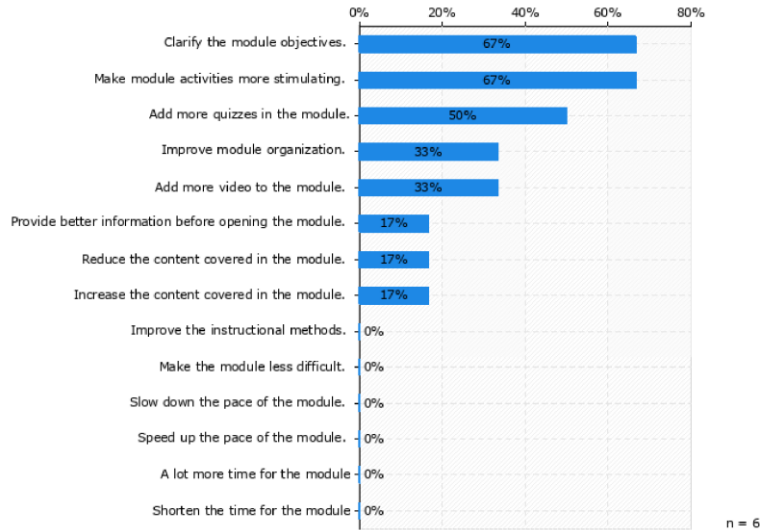 0% 20% 40% 60% 80%
Clarify the module objectives. 67%
Make module activities more stimulating. 67%
Add more quizzes in the module. 50%
Improve module organization. 33%
Add more video to the module. 33%
Provide better information before opening the module. 17%
Reduce the content covered in the module. 17%
Increase the content covered in the module. 17%
Improve the instructional methods. 0%
Make the module less difficult. 0%
Slow down the pace of the module. 0%
Speed up the pace of the module. 0%
A lot more time for the module 0%
Shorten the time for the module 0%
n = 6